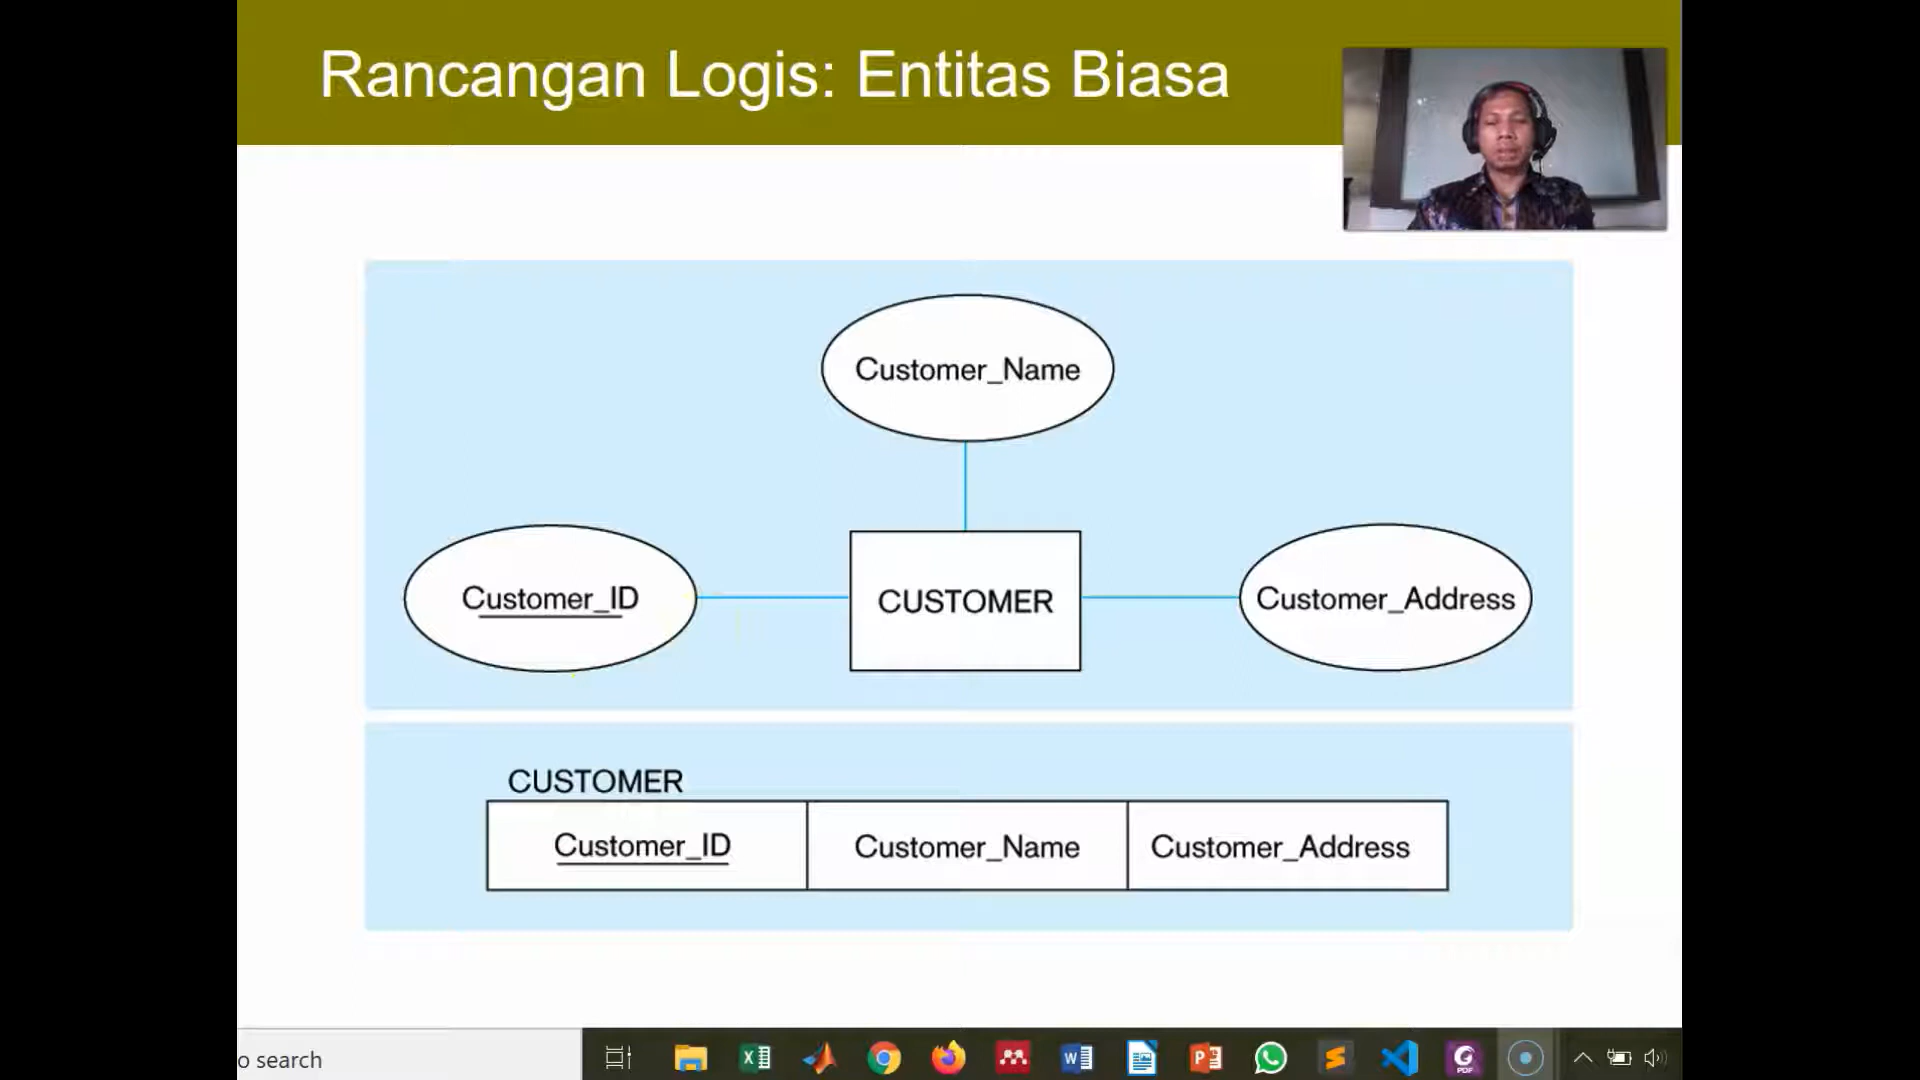 Rancangan Logis: Entitas Biasa
Customer_Name
Customer_ID
CUSTOMER
Customer_Address
CUSTOMER
Customer_ID
Customer_Name
Customer_Address
o search